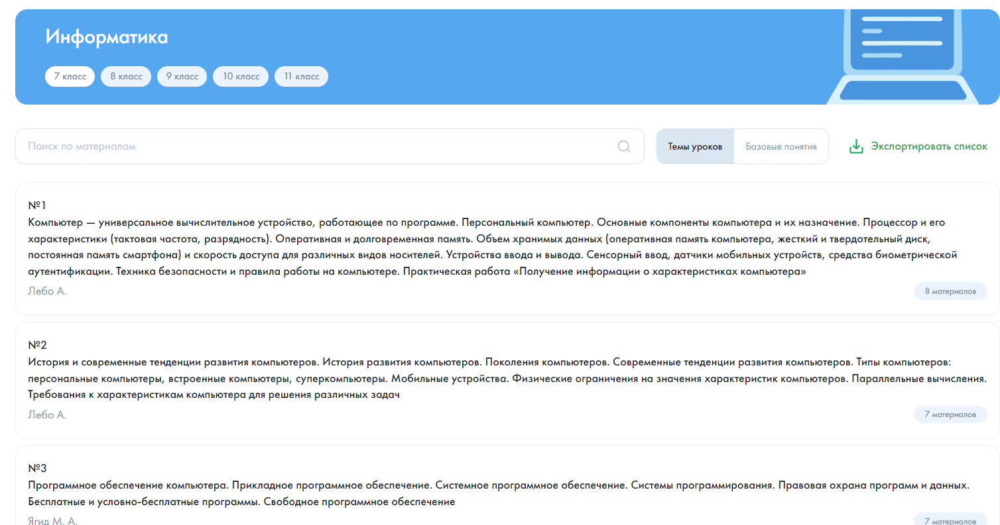 Информатика
7 класс 8 класс 9 класс 10 класс 11 класс
Поиск по материалам
Темы уроков Базовые понятия Экспортировать список
№1
Компьютер — универсальное вычислительное устройство, работающее по программе. Персональный компьютер. Основные компоненты компьютера и их назначение. Процессор и его
характеристики (тактовая частота, разрядность). Оперативная и долговременная память. Объем хранимых данных (оперативная память компьютера, жесткий и твердотельный диск,
постоянная память смартфона) и скорость доступа для различных видов носителей. Устройства ввода и вывода. Сенсорный ввод, датчики мобильных устройств, средства биометрической
аутентификации. Техника безопасности и правила работы на компьютере. Практическая работа «Получение информации о характеристиках компьютера»
Лебо А.
8 материалов
№2
История и современные тенденции развития компьютеров. История развития компьютеров. Поколения компьютеров. Современные тенденции развития компьютеров. Типы компьютеров:
персональные компьютеры, встроенные компьютеры, суперкомпьютеры. Мобильные устройства. Физические ограничения на значения характеристик компьютеров. Параллельные вычисления.
Требования к характеристикам компьютера для решения различных задач
Лебо А.
7 материалов
№3
Программное обеспечение компьютера. Прикладное программное обеспечение. Системное программное обеспечение. Системы программирования. Правовая охрана программ и данных.
Бесплатные и условно-бесплатные программы. Свободное программное обеспечение
Ягид М. А.
7 материалов